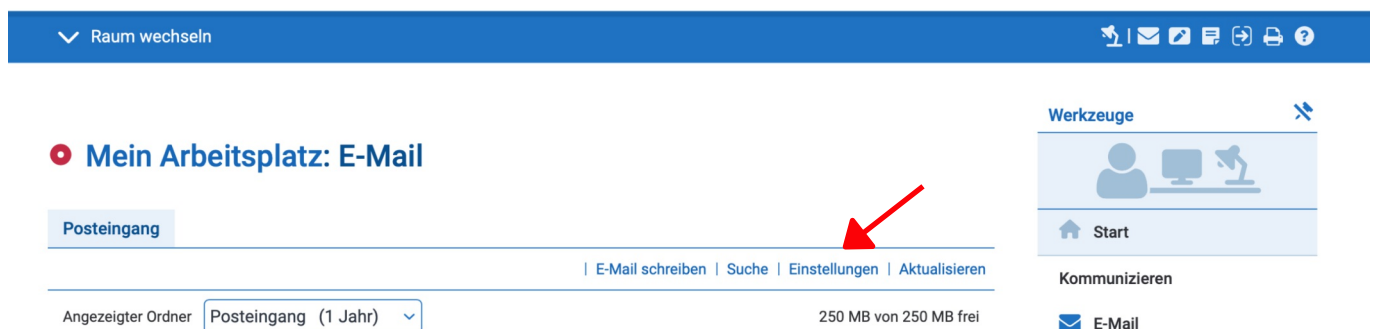 Raum wechseln
Mein Arbeitsplatz: E-Mail
Posteingang
| E-Mail schreiben | Suche | Einstellungen | Aktualisieren
Angezeigter Ordner Posteingang (1 Jahr) 250 MB von 250 MB frei
Werkzeuge
Start
Kommunizieren
E-Mail